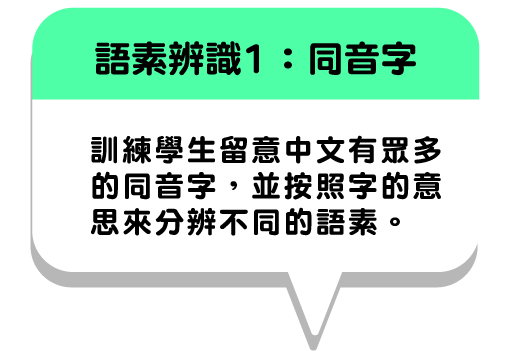 語素辨識1：同音字
訓練學生留意中文有眾多
的同音字，並按照字的意
思來分辨不同的語素。